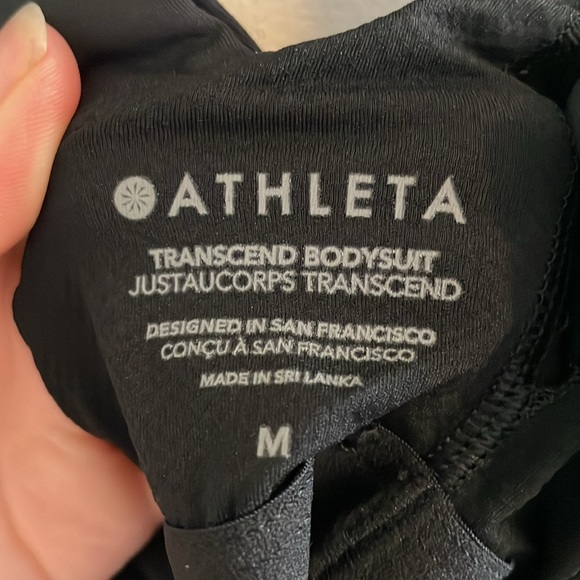 ATHLETA
TRANSCEND BODYSUIT
JUSTAUCORPS TRANSCEND
DESIGNED IN SAN FRANCISCO
CONÇU À SAN FRANCISCO
MADE IN SRI LANKA
M